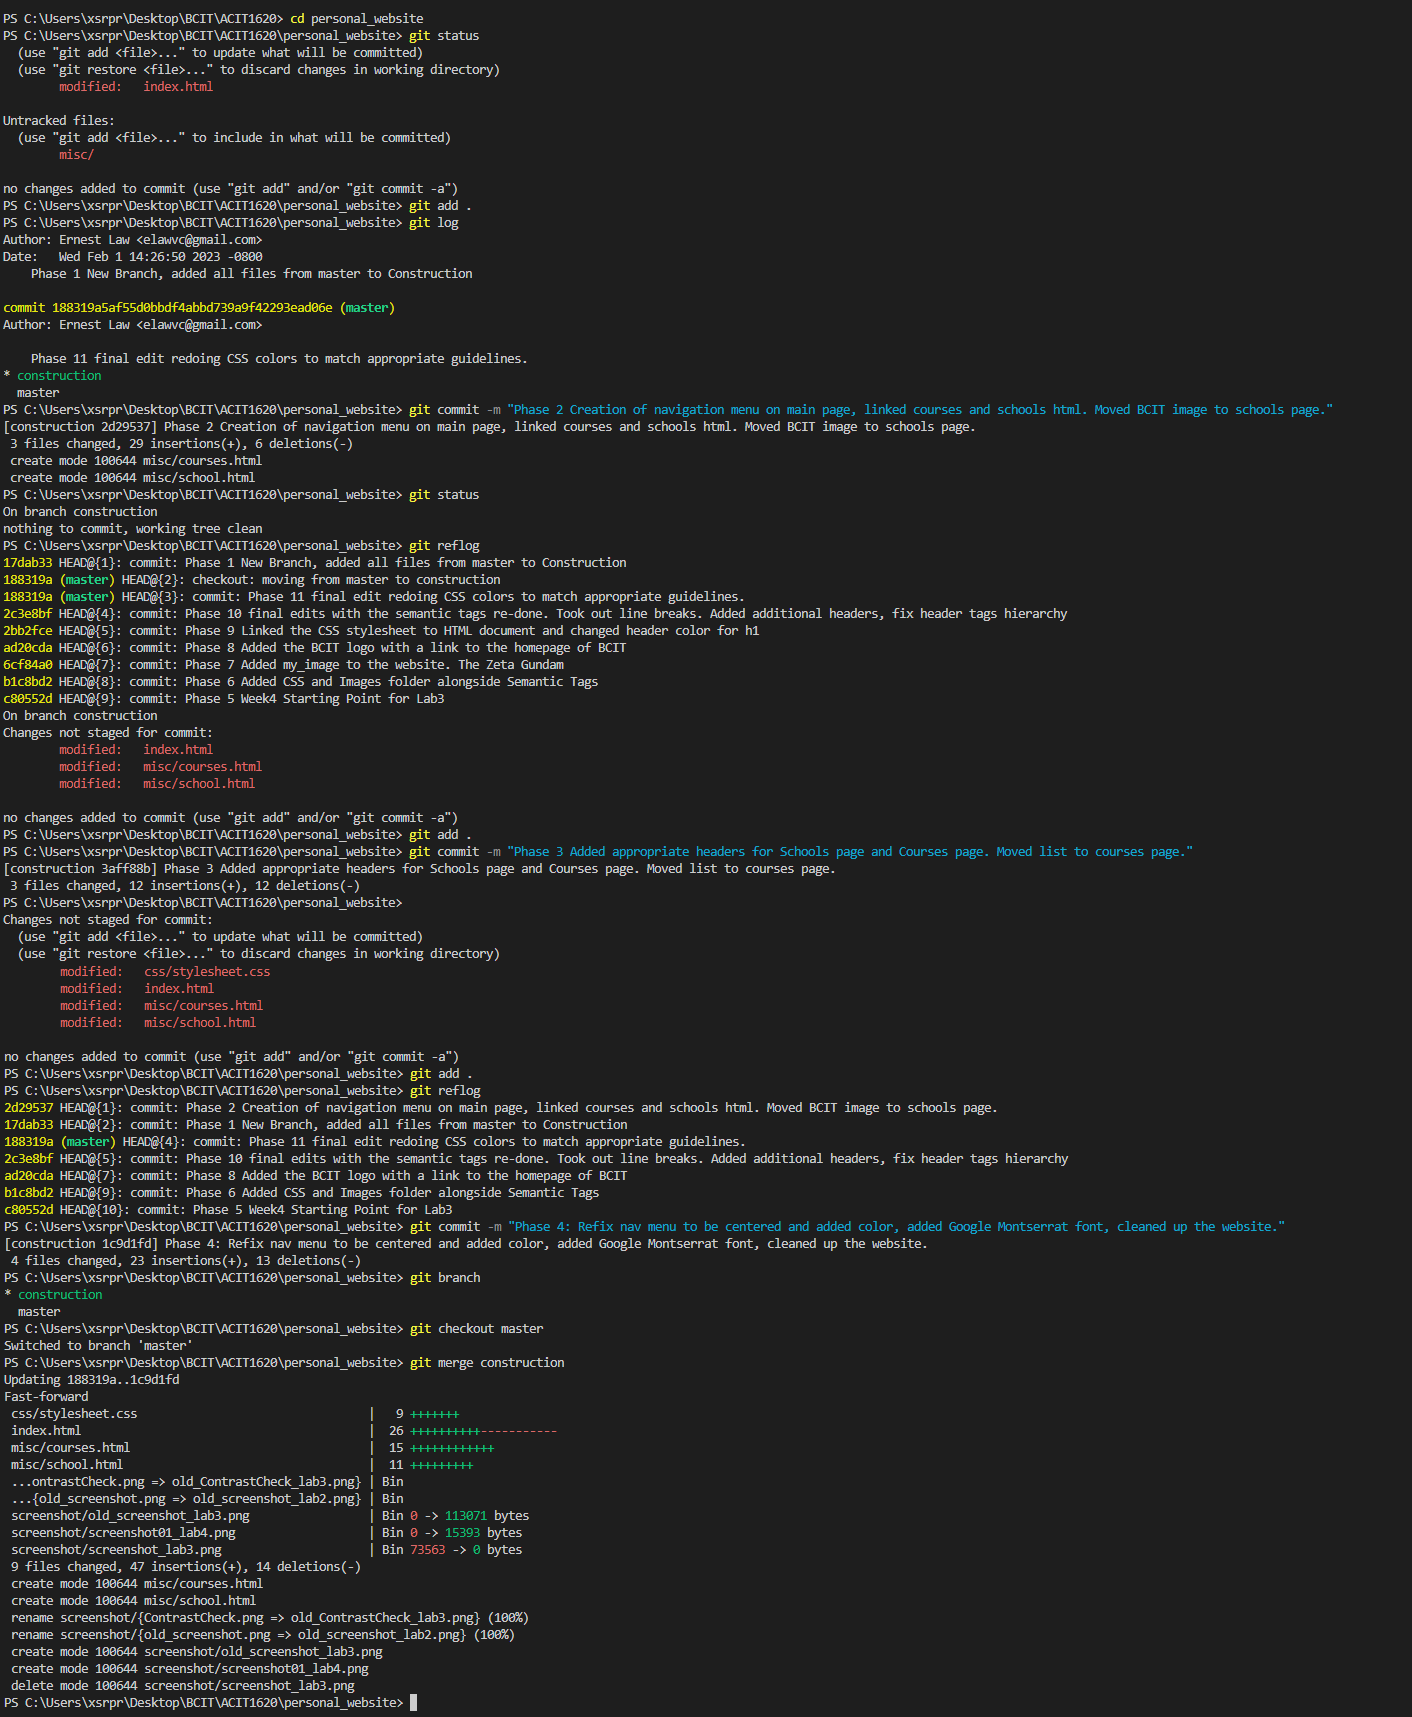 PS C:\Users\xsrpr\Desktop\BCIT\ACIT1620> cd personal_website
PS C:\Users\xsrpr\Desktop\BCIT\ACIT1620\personal_website> git status
  (use "git add <file>..." to update what will be committed)
  (use "git restore <file>..." to discard changes in working directory)
        modified:   index.html

Untracked files:
  (use "git add <file>..." to include in what will be committed)
        misc/

no changes added to commit (use "git add" and/or "git commit -a")
PS C:\Users\xsrpr\Desktop\BCIT\ACIT1620\personal_website> git add .
PS C:\Users\xsrpr\Desktop\BCIT\ACIT1620\personal_website> git log
Author: Ernest Law <elawvc@gmail.com>
Date:   Wed Feb 1 14:26:50 2023 -0800
    Phase 1 New Branch, added all files from master to Construction

commit 188319a5af55d0bbdf4abbd739a9f42293ead06e (master)
Author: Ernest Law <elawvc@gmail.com>

    Phase 11 final edit redoing CSS colors to match appropriate guidelines.
* construction
  master
PS C:\Users\xsrpr\Desktop\BCIT\ACIT1620\personal_website> git commit -m "Phase 2 Creation of navigation menu on main page, linked courses and schools html. Moved BCIT image to schools page."
[construction 2d29537] Phase 2 Creation of navigation menu on main page, linked courses and schools html. Moved BCIT image to schools page.
 3 files changed, 29 insertions(+), 6 deletions(-)
 create mode 100644 misc/courses.html
 create mode 100644 misc/school.html
PS C:\Users\xsrpr\Desktop\BCIT\ACIT1620\personal_website> git status
On branch construction
nothing to commit, working tree clean
PS C:\Users\xsrpr\Desktop\BCIT\ACIT1620\personal_website> git reflog
17dab33 HEAD@{1}: commit: Phase 1 New Branch, added all files from master to Construction
188319a (master) HEAD@{2}: checkout: moving from master to construction
188319a (master) HEAD@{3}: commit: Phase 11 final edit redoing CSS colors to match appropriate guidelines.
2c3e8bf HEAD@{4}: commit: Phase 10 final edits with the semantic tags re-done. Took out line breaks. Added additional headers, fix header tags hierarchy
2bb2fce HEAD@{5}: commit: Phase 9 Linked the CSS stylesheet to HTML document and changed header color for h1
ad20cda HEAD@{6}: commit: Phase 8 Added the BCIT logo with a link to the homepage of BCIT
6cf84a0 HEAD@{7}: commit: Phase 7 Added my_image to the website. The Zeta Gundam
b1c8bd2 HEAD@{8}: commit: Phase 6 Added CSS and Images folder alongside Semantic Tags
c80552d HEAD@{9}: commit: Phase 5 Week4 Starting Point for Lab3
On branch construction
Changes not staged for commit:
        modified:   index.html
        modified:   misc/courses.html
        modified:   misc/school.html

no changes added to commit (use "git add" and/or "git commit -a")
PS C:\Users\xsrpr\Desktop\BCIT\ACIT1620\personal_website> git add .
PS C:\Users\xsrpr\Desktop\BCIT\ACIT1620\personal_website> git commit -m "Phase 3 Added appropriate headers for Schools page and Courses page. Moved list to courses page."
[construction 3aff88b] Phase 3 Added appropriate headers for Schools page and Courses page. Moved list to courses page.
 3 files changed, 12 insertions(+), 12 deletions(-)
PS C:\Users\xsrpr\Desktop\BCIT\ACIT1620\personal_website>
Changes not staged for commit:
  (use "git add <file>..." to update what will be committed)
  (use "git restore <file>..." to discard changes in working directory)
        modified:   css/stylesheet.css
        modified:   index.html
        modified:   misc/courses.html
        modified:   misc/school.html

no changes added to commit (use "git add" and/or "git commit -a")
PS C:\Users\xsrpr\Desktop\BCIT\ACIT1620\personal_website> git add .
PS C:\Users\xsrpr\Desktop\BCIT\ACIT1620\personal_website> git reflog
2d29537 HEAD@{1}: commit: Phase 2 Creation of navigation menu on main page, linked courses and schools html. Moved BCIT image to schools page.
17dab33 HEAD@{2}: commit: Phase 1 New Branch, added all files from master to Construction
188319a (master) HEAD@{4}: commit: Phase 11 final edit redoing CSS colors to match appropriate guidelines.
2c3e8bf HEAD@{5}: commit: Phase 10 final edits with the semantic tags re-done. Took out line breaks. Added additional headers, fix header tags hierarchy
ad20cda HEAD@{7}: commit: Phase 8 Added the BCIT logo with a link to the homepage of BCIT
b1c8bd2 HEAD@{9}: commit: Phase 6 Added CSS and Images folder alongside Semantic Tags
c80552d HEAD@{10}: commit: Phase 5 Week4 Starting Point for Lab3
PS C:\Users\xsrpr\Desktop\BCIT\ACIT1620\personal_website> git commit -m "Phase 4: Refix nav menu to be centered and added color, added Google Montserrat font, cleaned up the website."
[construction 1c9d1fd] Phase 4: Refix nav menu to be centered and added color, added Google Montserrat font, cleaned up the website.
 4 files changed, 23 insertions(+), 13 deletions(-)
PS C:\Users\xsrpr\Desktop\BCIT\ACIT1620\personal_website> git branch
* construction
  master
PS C:\Users\xsrpr\Desktop\BCIT\ACIT1620\personal_website> git checkout master
Switched to branch 'master'
PS C:\Users\xsrpr\Desktop\BCIT\ACIT1620\personal_website> git merge construction
Updating 188319a..1c9d1fd
Fast-forward
 css/stylesheet.css                                 |   9 +++++++
 index.html                                         |  26 ++++++++++-----------
 misc/courses.html                                  |  15 ++++++++++++
 misc/school.html                                   |  11 +++++++++
 ...ontrastCheck.png => old_ContrastCheck_lab3.png} | Bin
 ...{old_screenshot.png => old_screenshot_lab2.png} | Bin
 screenshot/old_screenshot_lab3.png                 | Bin 0 -> 113071 bytes
 screenshot/screenshot01_lab4.png                   | Bin 0 -> 15393 bytes
 screenshot/screenshot_lab3.png                     | Bin 73563 -> 0 bytes
 9 files changed, 47 insertions(+), 14 deletions(-)
 create mode 100644 misc/courses.html
 create mode 100644 misc/school.html
 rename screenshot/{ContrastCheck.png => old_ContrastCheck_lab3.png} (100%)
 rename screenshot/{old_screenshot.png => old_screenshot_lab2.png} (100%)
 create mode 100644 screenshot/old_screenshot_lab3.png
 create mode 100644 screenshot/screenshot01_lab4.png
 delete mode 100644 screenshot/screenshot_lab3.png
PS C:\Users\xsrpr\Desktop\BCIT\ACIT1620\personal_website>